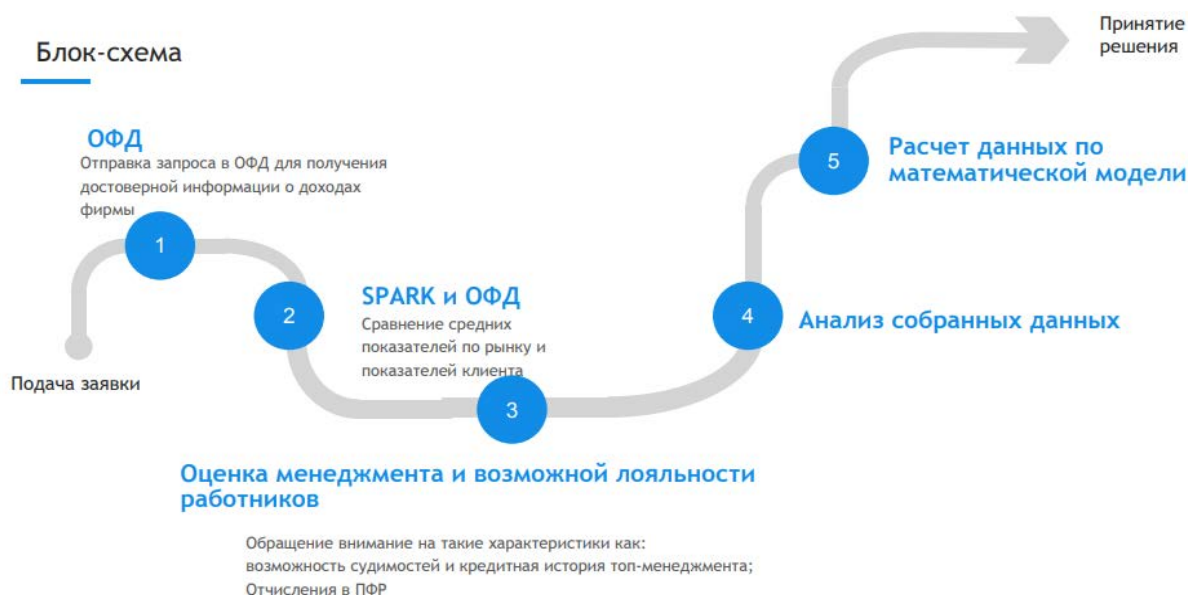 Блок-схема
Принятие
решения
ОФД
Отправка запроса в ОФД для получения
достоверной информации о доходах
фирмы
1
5
Расчет данных по
математической модели
2
SPARK и ОФД
Сравнение средних
показателей по рынку и
показателей клиента
4
Анализ собранных данных
Подача заявки
3
Оценка менеджмента и возможной лояльности
работников
Обращение внимание на такие характеристики как:
возможность судимостей и кредитная история топ-менеджмента;
Отчисления в ПФР